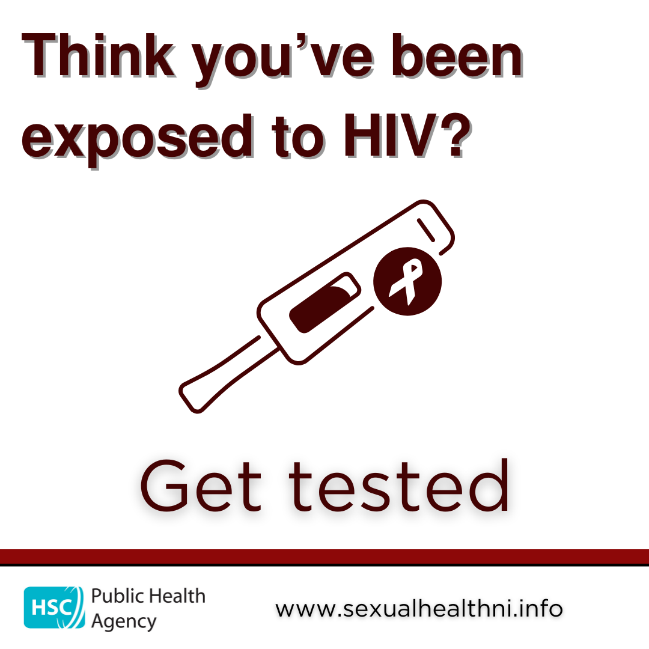 Think you’ve been
exposed to HIV?
Get tested
HSC Public Health
Agency
www.sexualhealthni.info